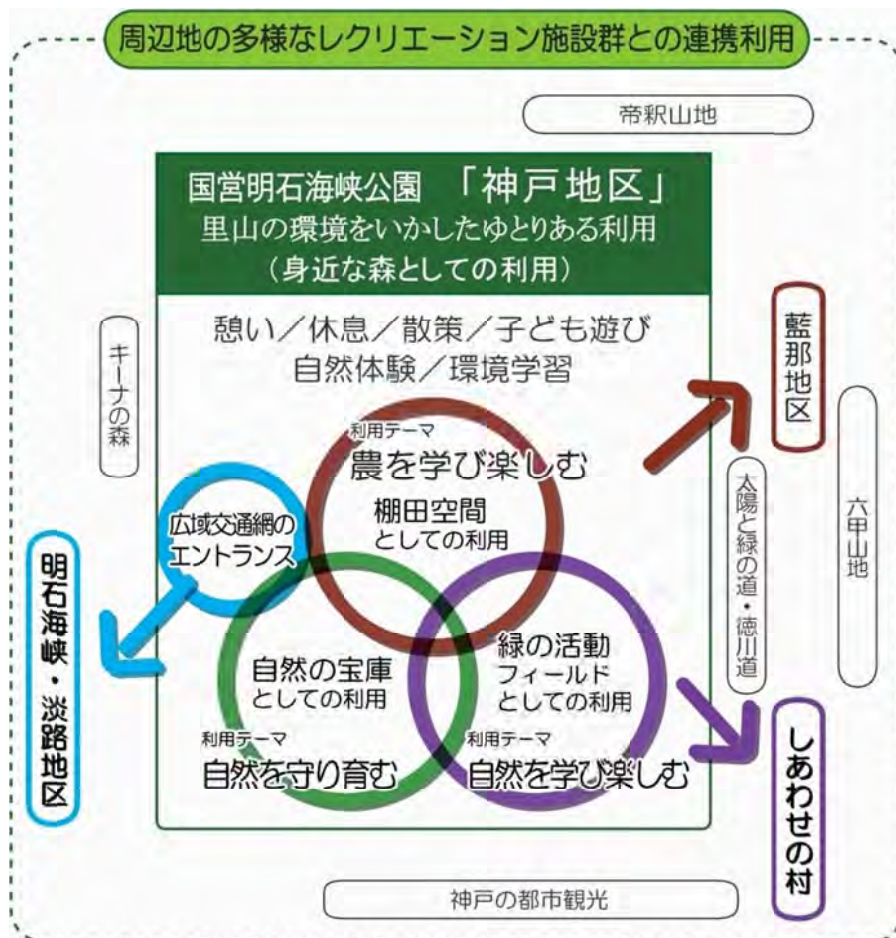 周辺地の多様なレクリエーション施設群との連携利用
帝釈山地
国営明石海峡公園 「神戸地区」
里山の環境をいかしたゆとりある利用
(身近な森としての利用)
憩い/休息/散策/子ども遊び
自然体験/環境学習
キーナの森
藍那地区
利用テーマ
農を学び楽しむ
棚田空間
としての利用
広域交通網の
エントランス
太陽と緑の道・徳川道
六甲山地
明石海峡・淡路地区
自然の宝庫
としての利用
利用テーマ
自然を守り育む
緑の活動
フィールド
としての利用
利用テーマ
自然を学び楽しむ
しあわせの村
神戸の都市観光